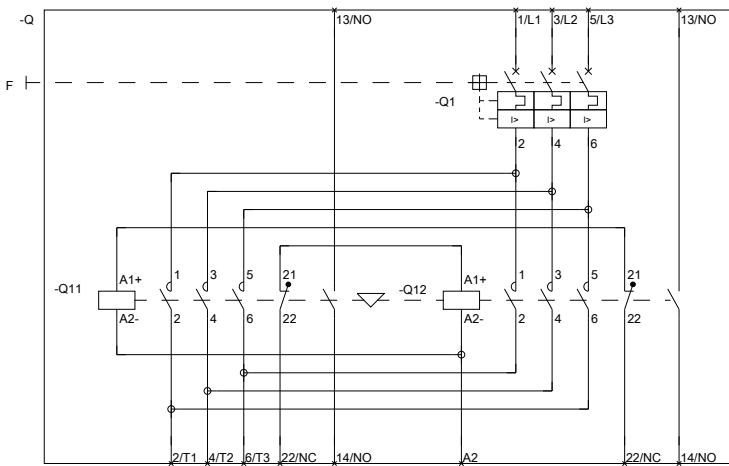 -Q 13/NO 1/L1 3/L2 5/L3 13/NO
F
-Q1
I> I> I>
2 4 6
A1+ 1 3 5 21 A1+ 1 3 5 21
-Q11 -Q12
A2- 2 4 6 22 A2- 2 4 6 22
2/T1 4/T2 6/T3 22/NC 14/NO A2 22/NC 14/NO